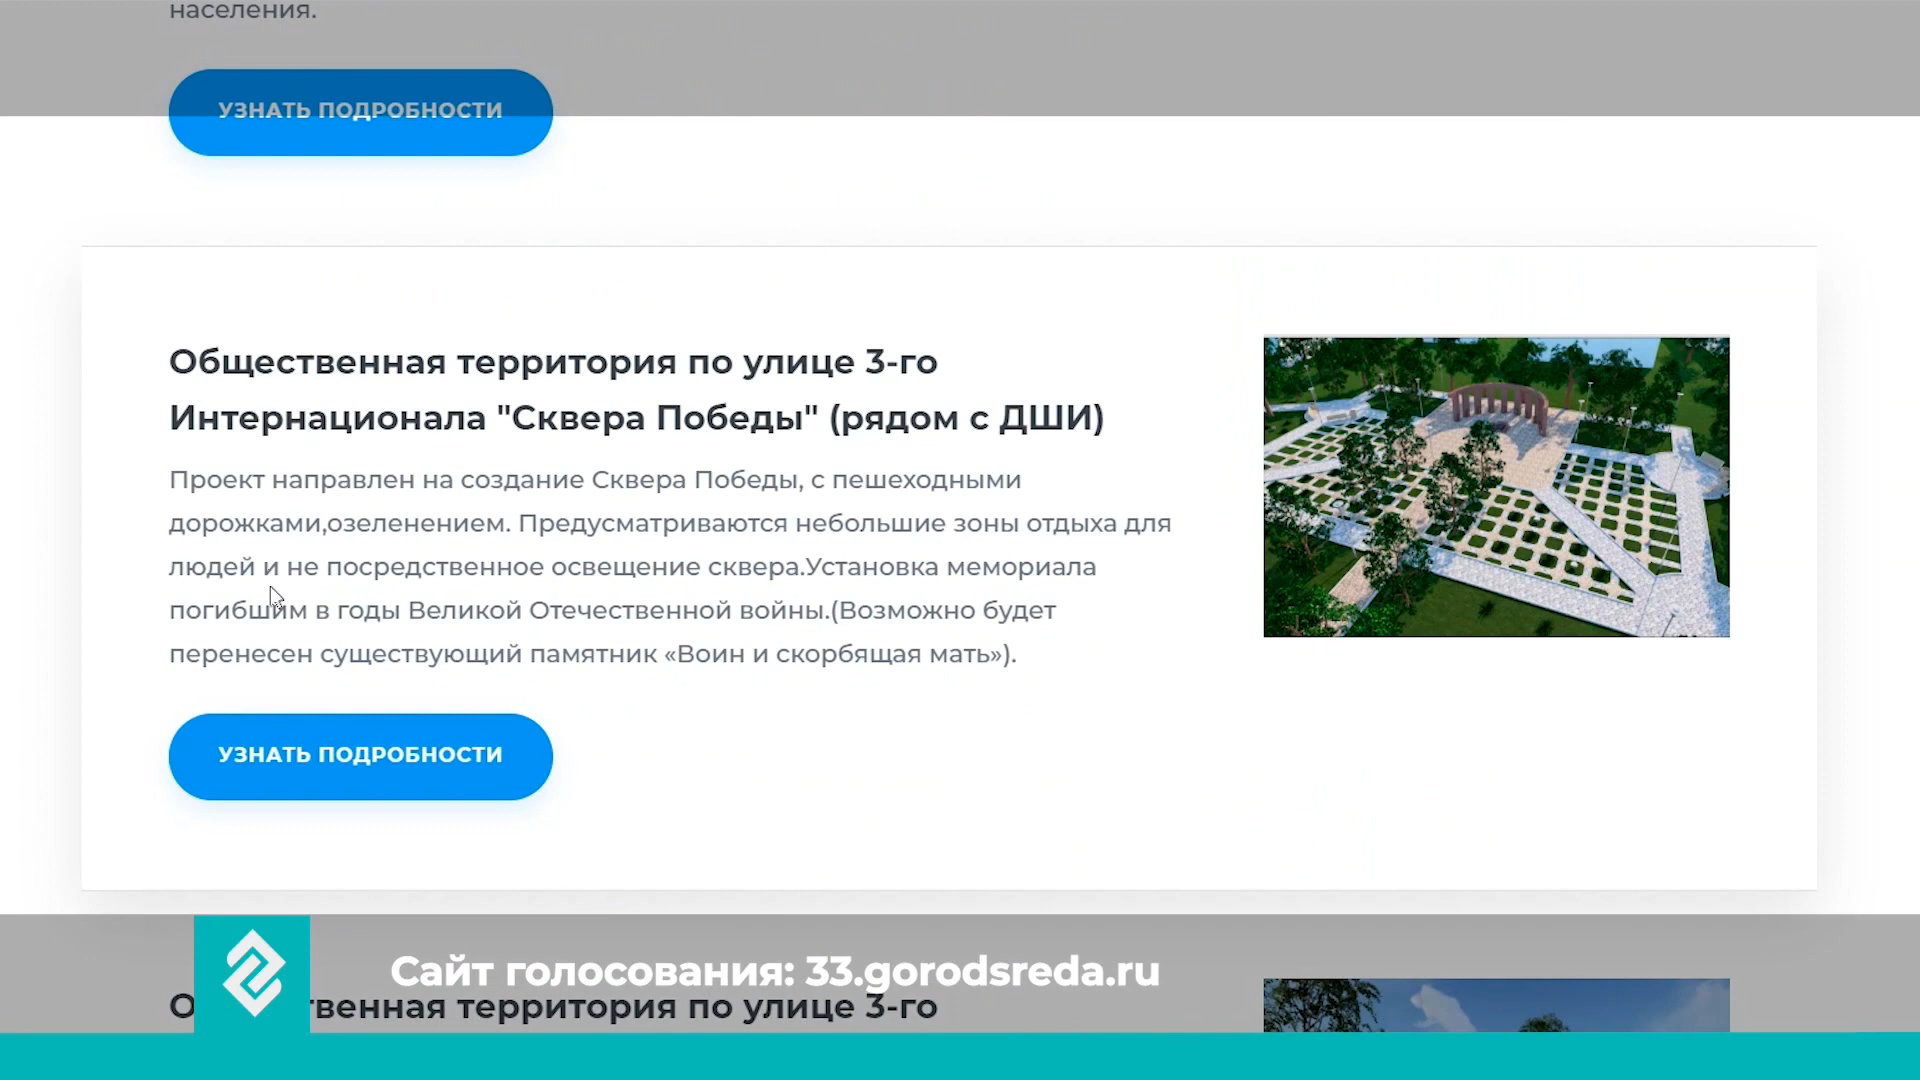 населения.
УЗНАТЬ ПОДРОБНОСТИ
Общественная территория по улице 3-го
Интернационала "Сквера Победы" (рядом с ДШИ)
Проект направлен на создание Сквера Победы, с пешеходными
дорожками,озеленением. Предусматриваются небольшие зоны отдыха для
людей и не посредственное освещение сквера.Установка мемориала
погибшим в годы Великой Отечественной войны.(Возможно будет
перенесен существующий памятник «Воин и скорбящая мать»).
УЗНАТЬ ПОДРОБНОСТИ
Сайт голосования: 33.gorodsreda.ru
территория по улице 3-го